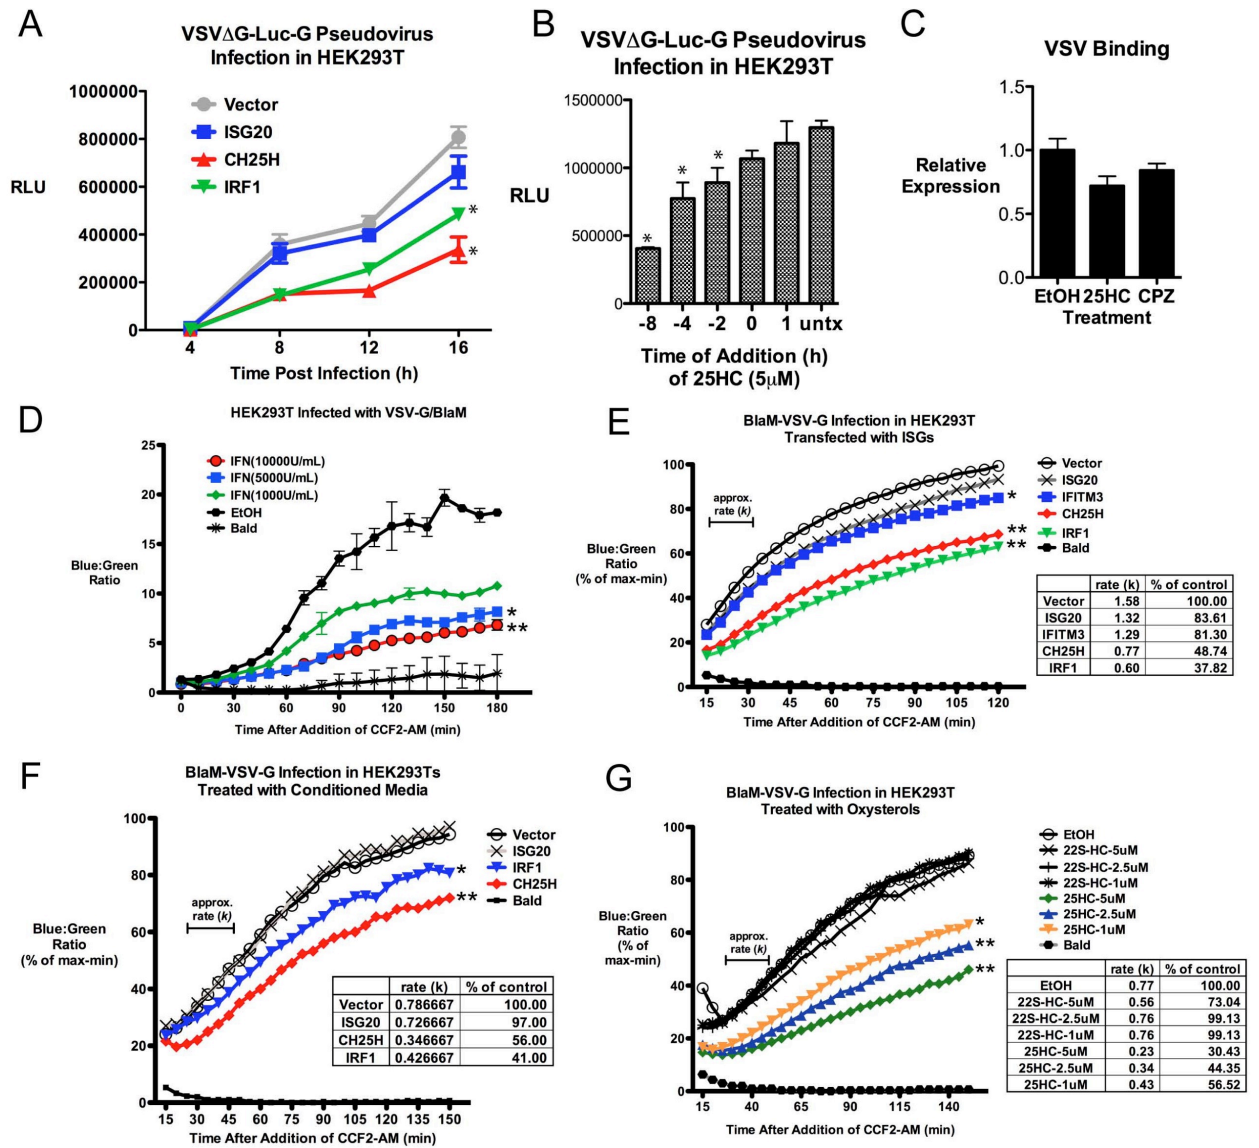 A
VSVΔG-Luc-G Pseudovirus
Infection in HEK293T
1000000
800000
600000
400000
200000
0
RLU
Vector
ISG20
CH25H
IRF1
*
*
4 8 12 16
Time Post Infection (h)
B
VSVΔG-Luc-G Pseudovirus
Infection in HEK293T
1500000
1000000
500000
0
RLU
* * *
-8 -4 -2 0 1 untx
Time of Addition (h)
of 25HC (5μM)
C
VSV Binding
1.5
1.0
0.5
0.0
Relative
Expression
EtOH 25HC CPZ
Treatment
D
HEK293T Infected with VSV-G/BlaM
25
20
15
10
5
0
Blue:Green
Ratio
IFN(10000U/mL)
IFN(5000U/mL)
IFN(1000U/mL)
EtOH
Bald
*
**
0 30 60 90 120 150 180
Time After Addition of CCF2-AM (min)
E
BlaM-VSV-G Infection in HEK293T
Transfected with ISGs
100
80
60
40
20
0
Blue:Green
Ratio
(% of max-min)
approx.
rate (k)
Vector
ISG20
IFITM3
CH25H
IRF1
Bald
*
**
**
15 30 45 60 75 90 105 120
Time After Addition of CCF2-AM (min)
rate (k) % of control
Vector 1.58 100.00
ISG20 1.32 83.61
IFITM3 1.29 81.30
CH25H 0.77 48.74
IRF1 0.60 37.82
F
BlaM-VSV-G Infection in HEK293Ts
Treated with Conditioned Media
100
80
60
40
20
0
Blue:Green
Ratio
(% of max-min)
approx.
rate (k)
Vector
ISG20
IRF1
CH25H
Bald
*
**
rate (k) % of control
Vector 0.786667 100.00
ISG20 0.726667 97.00
CH25H 0.346667 56.00
IRF1 0.426667 41.00
15 30 45 60 75 90 105 120 135 150
Time After Addition of CCF2-AM (min)
G
BlaM-VSV-G Infection in HEK293T
Treated with Oxysterols
100
80
60
40
20
0
Blue:Green
Ratio
(% of
max-min)
approx.
rate (k)
EtOH
22S-HC-5uM
22S-HC-2.5uM
22S-HC-1uM
25HC-5uM
25HC-2.5uM
25HC-1uM
Bald
*
**
**
15 40 65 90 115 140
Time After Addition of CCF2-AM (min)
rate (k) % of control
EtOH 0.77 100.00
22S-HC-5uM 0.56 73.04
22S-HC-2.5uM 0.76 99.13
22S-HC-1uM 0.76 99.13
25HC-5uM 0.23 30.43
25HC-2.5uM 0.34 44.35
25HC-1uM 0.43 56.52